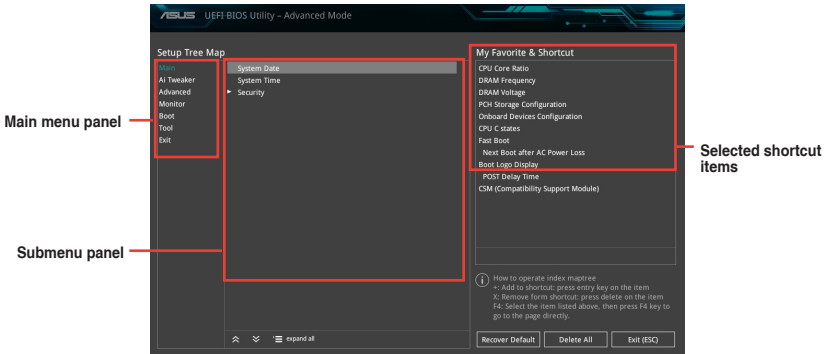 ASUS UEFI BIOS Utility – Advanced Mode
Setup Tree Map
Main
Ai Tweaker
Advanced
Monitor
Boot
Tool
Exit
System Date
System Time
Security
expand all
My Favorite & Shortcut
CPU Core Ratio
DRAM Frequency
DRAM Voltage
PCH Storage Configuration
Onboard Devices Configuration
CPU C states
Fast Boot
Next Boot after AC Power Loss
Boot Logo Display
POST Delay Time
CSM (Compatibility Support Module)
How to operate index maptree
+: Add to shortcut: press entry key on the item
X: Remove form shortcut: press delete on the item
F4: Select the item listed above, then press F4 key to
go to the page directly.
Recover Default
Delete All
Exit (ESC)
Main menu panel
Submenu panel
Selected shortcut
items